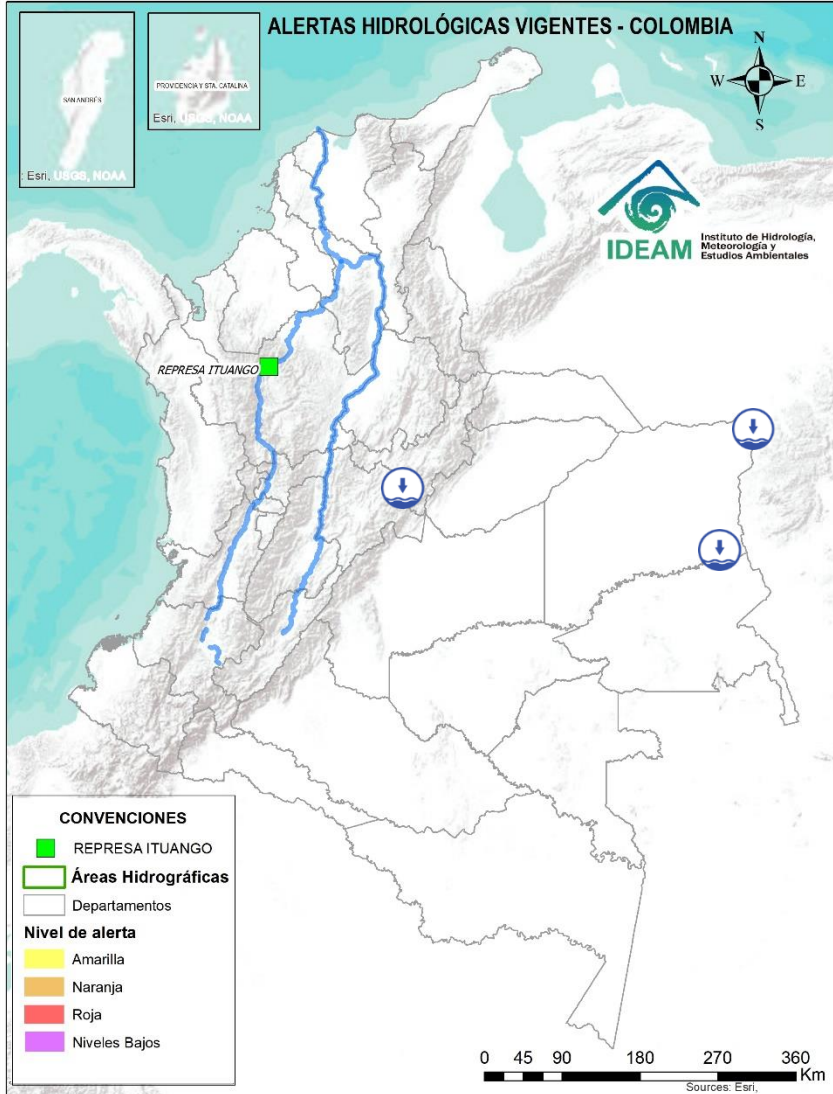 ALERTAS HIDROLÓGICAS VIGENTES - COLOMBIA
SAN ANDRÉS
: Esri, USGS, NOAA
PROVIDENCIA Y STA. CATALINA
Esri, USGS, NOAA
N
W
E
S
IDEAM
Instituto de Hidrología,
Meteorología y
Estudios Ambientales
REPRESA ITUANGO
CONVENCIONES
REPRESA ITUANGO
Áreas Hidrográficas
Departamentos
Nivel de alerta
Amarilla
Naranja
Roja
Niveles Bajos
0 45 90 180 270 360
Km
Sources: Esri,